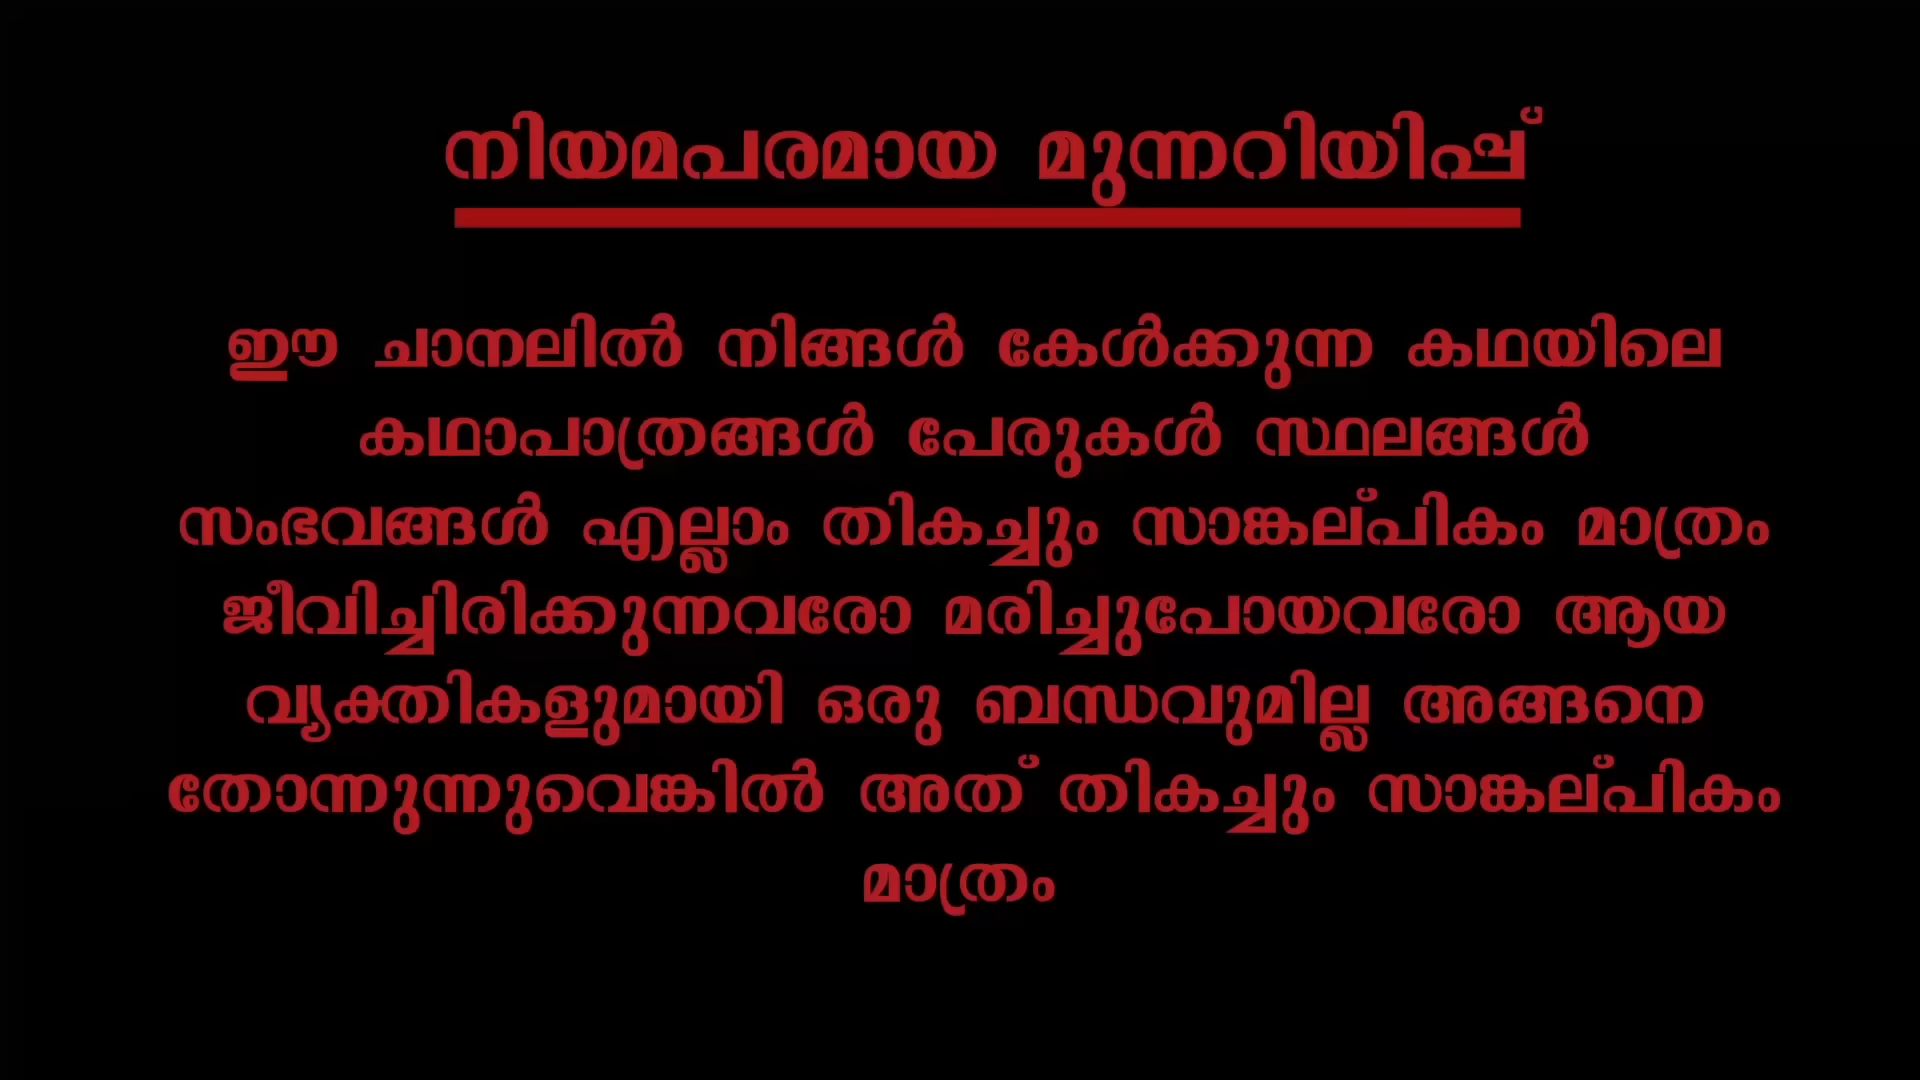 നിയമപരമായ മുന്നറിയിപ്പ്
ഈ ചാനലിൽ നിങ്ങൾ കേൾക്കുന്ന കഥയിലെ
കഥാപാത്രങ്ങൾ പേരുകൾ സ്ഥലങ്ങൾ
സംഭവങ്ങൾ എല്ലാം തികച്ചും സാങ്കല്പികം മാത്രം
ജീവിച്ചിരിക്കുന്നവരോ മരിച്ചുപോയവരോ ആയ
വ്യക്തികളുമായി ഒരു ബന്ധവുമില്ല അങ്ങനെ
തോന്നുന്നുവെങ്കിൽ അത് തികച്ചും സാങ്കല്പികം
മാത്രം